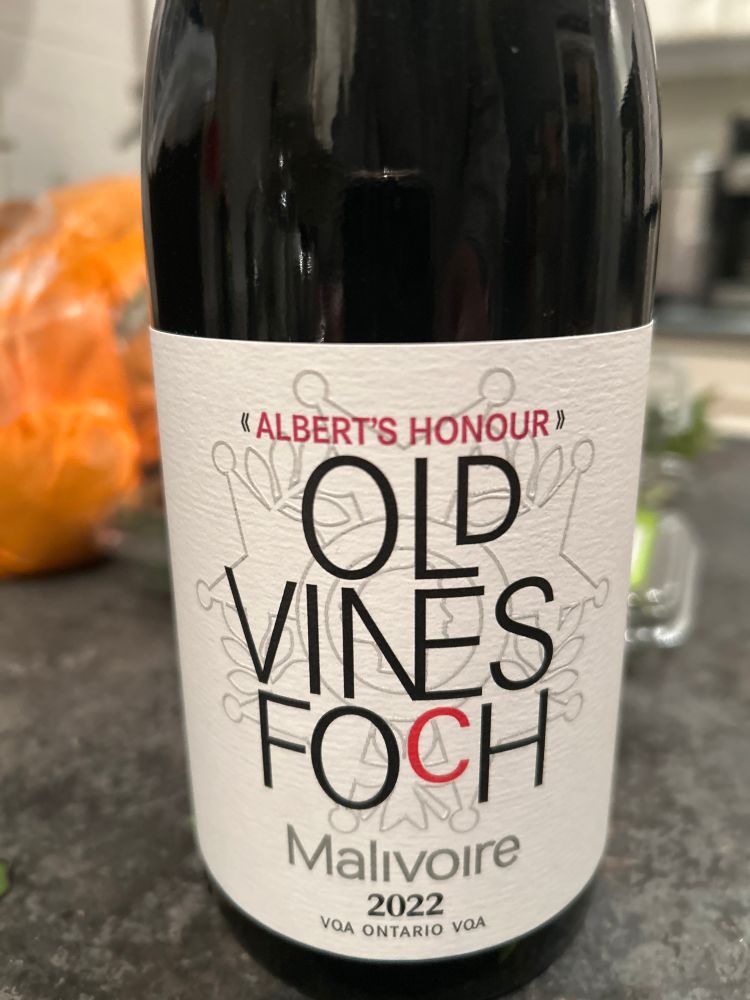 《ALBERT'S HONOUR》
OLD
VINES
FOCH
Malivoire
2022
VQA ONTARIO VQA